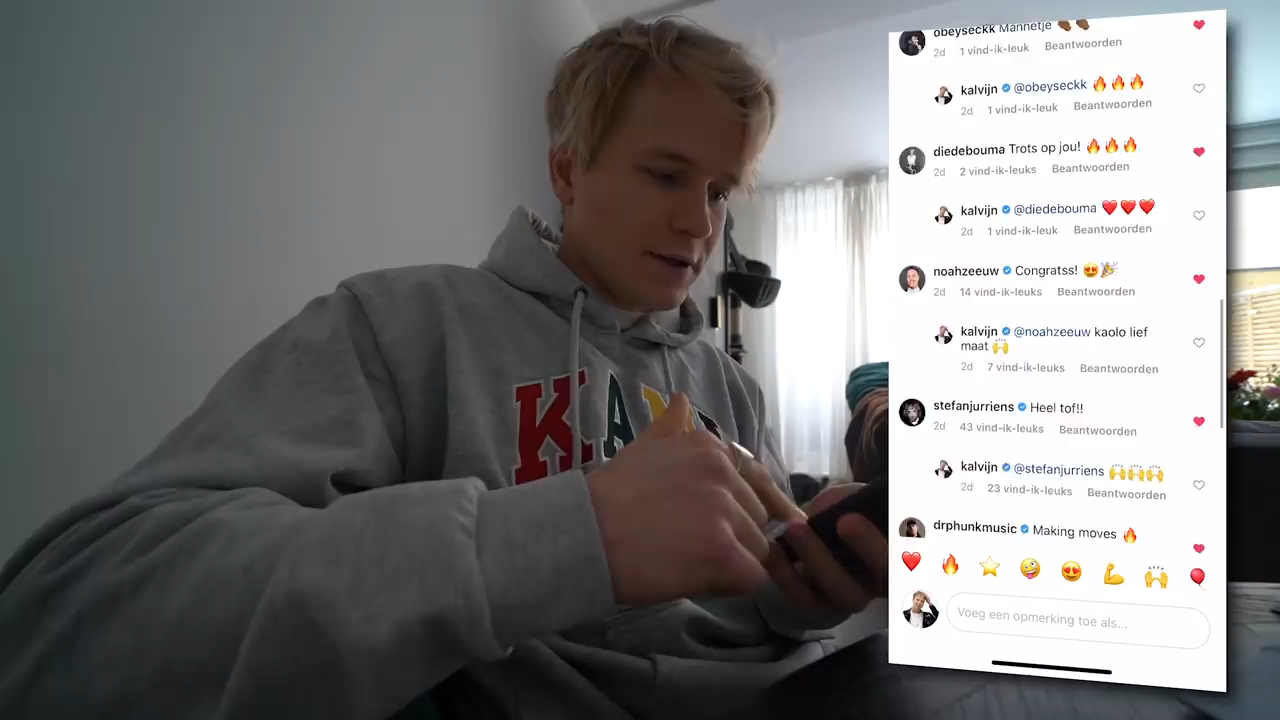 KAM
obeyseckk Mannetje
2d 1 vind-ik-leuk Beantwoorden
kalvijn @obeyseckk 🔥🔥🔥
2d 1 vind-ik-leuk Beantwoorden
diedebouma Trots op jou! 🔥🔥🔥
2d 2 vind-ik-leuks Beantwoorden
kalvijn @diedebouma ❤️❤️❤️
2d 1 vind-ik-leuk Beantwoorden
noahzeeuw Congratss! 😍🎉
2d 14 vind-ik-leuks Beantwoorden
kalvijn @noahzeeuw kaolo lief
maat 🙌
2d 7 vind-ik-leuks Beantwoorden
stefanjurriens Heel tof!!
2d 43 vind-ik-leuks Beantwoorden
kalvijn @stefanjurriens 🙌🙌🙌
2d 23 vind-ik-leuks Beantwoorden
drphunkmusic Making moves 🔥
Voeg een opmerking toe als...